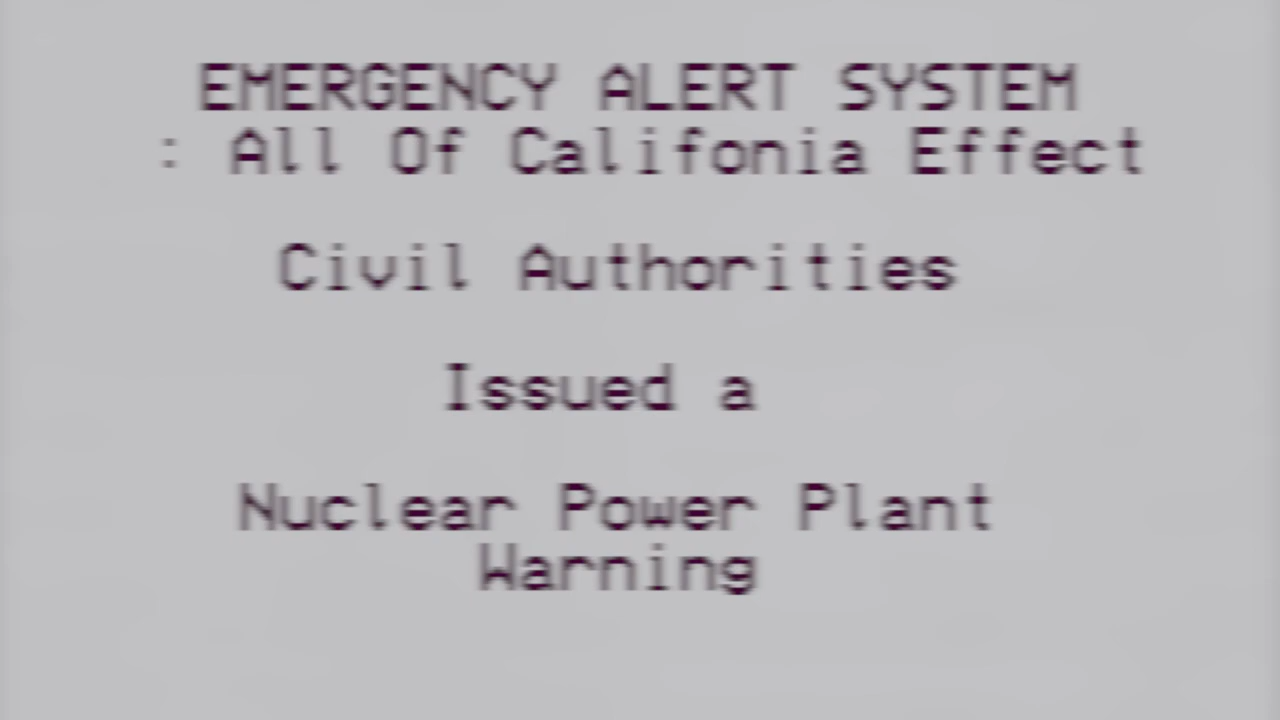 EMERGENCY ALERT SYSTEM
: All Of Califonia Effect
Civil Authorities
Issued a
Nuclear Power Plant
Warning